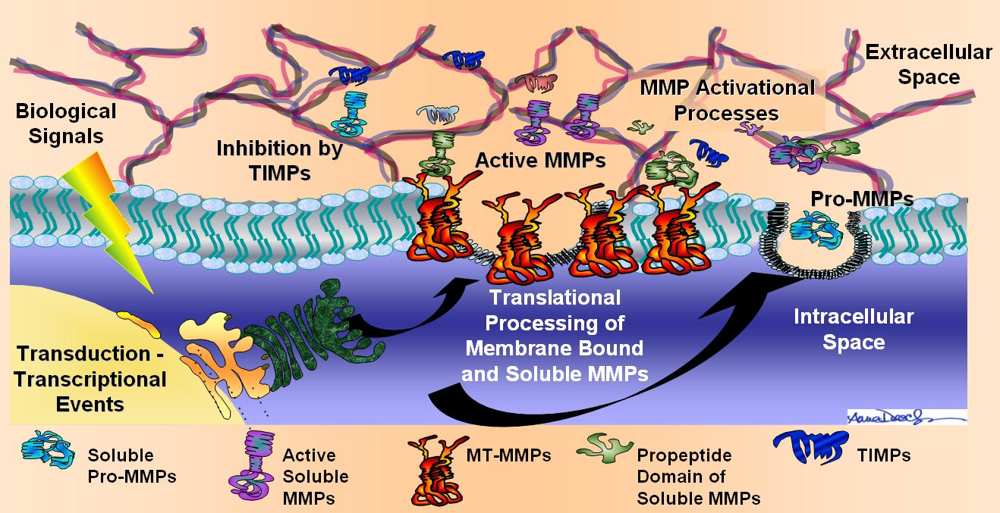 Extracellular
Space
MMP Activational
Processes
Biological
Signals
Inhibition by
TIMPs
Active MMPs
Pro-MMPs
Translational
Processing of
Membrane Bound
and Soluble MMPs
Intracellular
Space
Transduction -
Transcriptional
Events
Soluble
Pro-MMPs
Active
Soluble
MMPs
MT-MMPs
Propeptide
Domain of
Soluble MMPs
TIMPs